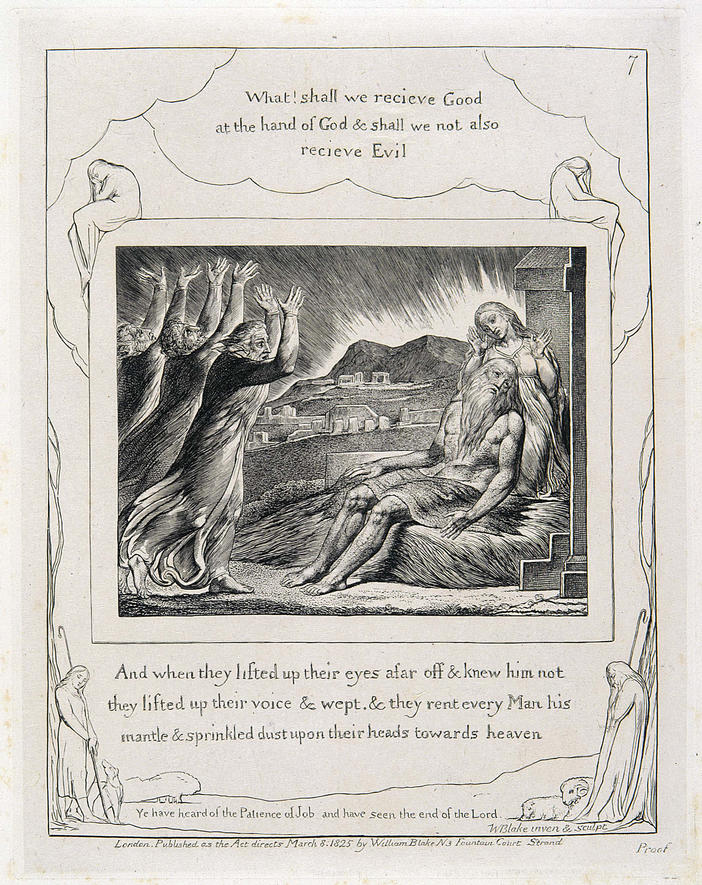 7
What! shall we recieve Good
at the hand of God & shall we not also
recieve Evil
And when they lifted up their eyes afar off & knew him not
they lifted up their voice & wept. & they rent every Man his
mantle & sprinkled dust upon their heads towards heaven
Ye have heard of the Patience of Job and have seen the end of the Lord.
WBlake inven & sculpt
London. Published as the Act directs March 8: 1825 by William Blake N3 Fountain Court Strand
Proof